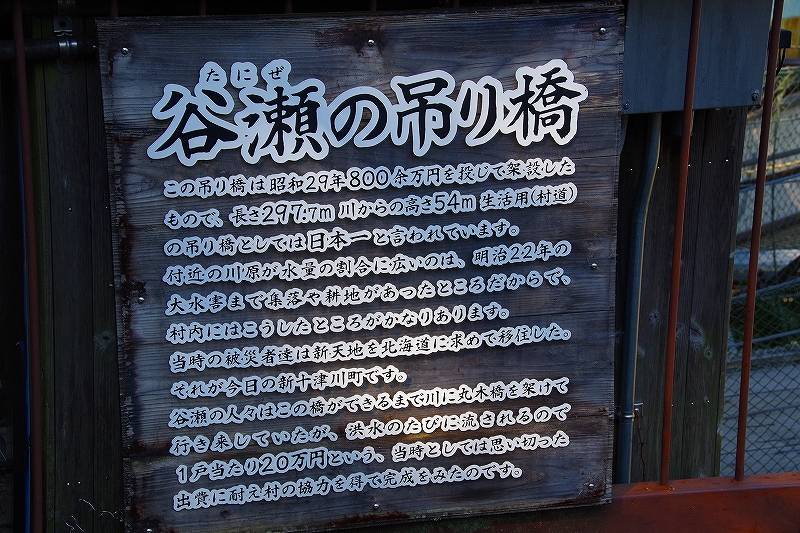 たにぜ
谷瀬の吊り橋
この吊り橋は昭和29年800余万円を投じて架設した
もので、長さ297.7m 川からの高さ54m 生活用(村道)
の吊り橋としては日本一と言われています。
付近の川原が水量の割合に広いのは、明治22年の
大水害まで集落や耕地があったところだからで、
村内にはこうしたところがかなりあります。
当時の被災者達は新天地を北海道に求めて移住した。
それが今日の新十津川町です。
谷瀬の人々はこの橋ができるまで川に丸木橋を架けて
行き来していたが、洪水のたびに流されるので
1戸当たり20万円という、当時としては思い切った
出費に耐え村の協力を得て完成をみたのです。